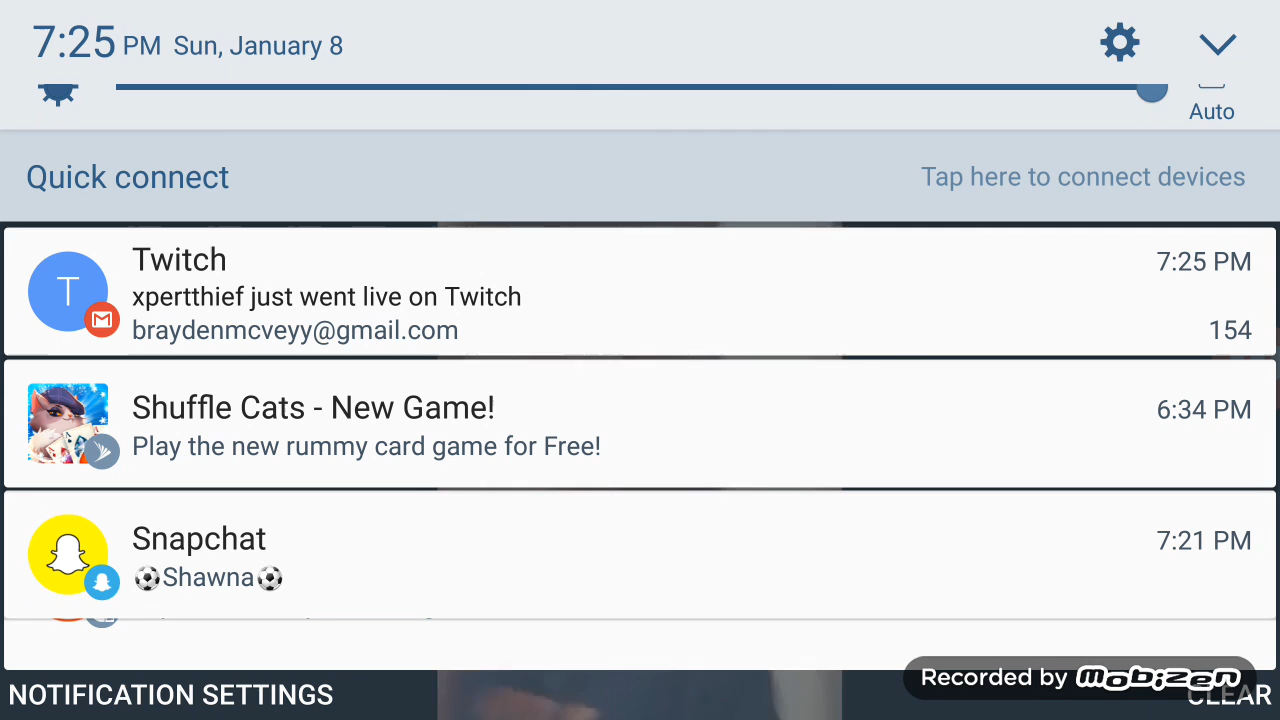 7:25 PM Sun, January 8
Auto
Quick connect
Tap here to connect devices
T
Twitch
7:25 PM
xpertthief just went live on Twitch
braydenmcveyy@gmail.com
154
Shuffle Cats - New Game!
6:34 PM
Play the new rummy card game for Free!
Snapchat
7:21 PM
⚽Shawna⚽
Recorded by mobizen
NOTIFICATION SETTINGS
CLEAR